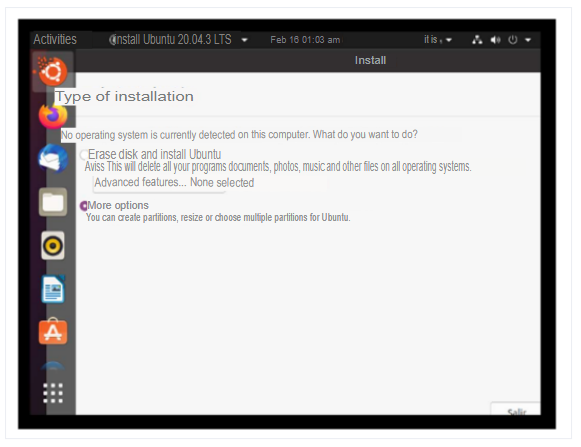 Activities
Install Ubuntu 20.04.3 LTS
Feb 16 01:03 am
it is
Install
Type of installation
No operating system is currently detected on this computer. What do you want to do?
Erase disk and install Ubuntu
Aviss This will delete all your programs documents, photos, music and other files on all operating systems.
Advanced features... None selected
More options
You can create partitions, resize or choose multiple partitions for Ubuntu.